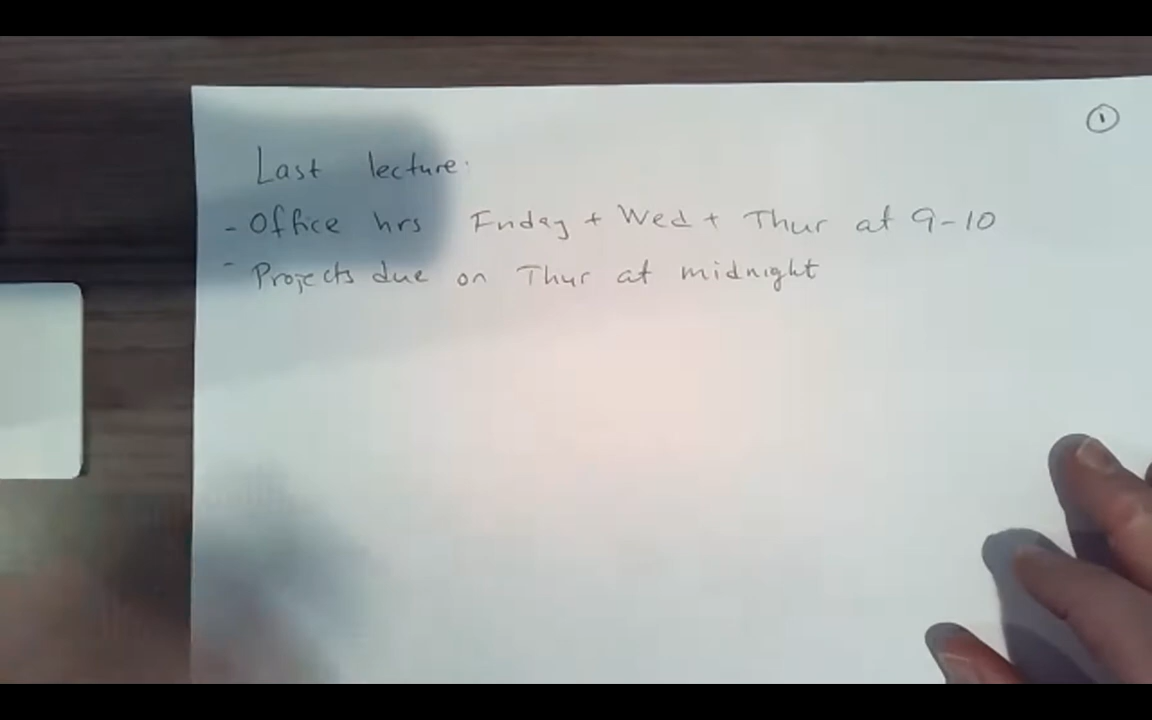 ①
Last lecture:
- Office hrs Friday + Wed + Thur at 9-10
- Projects due on Thur at midnight